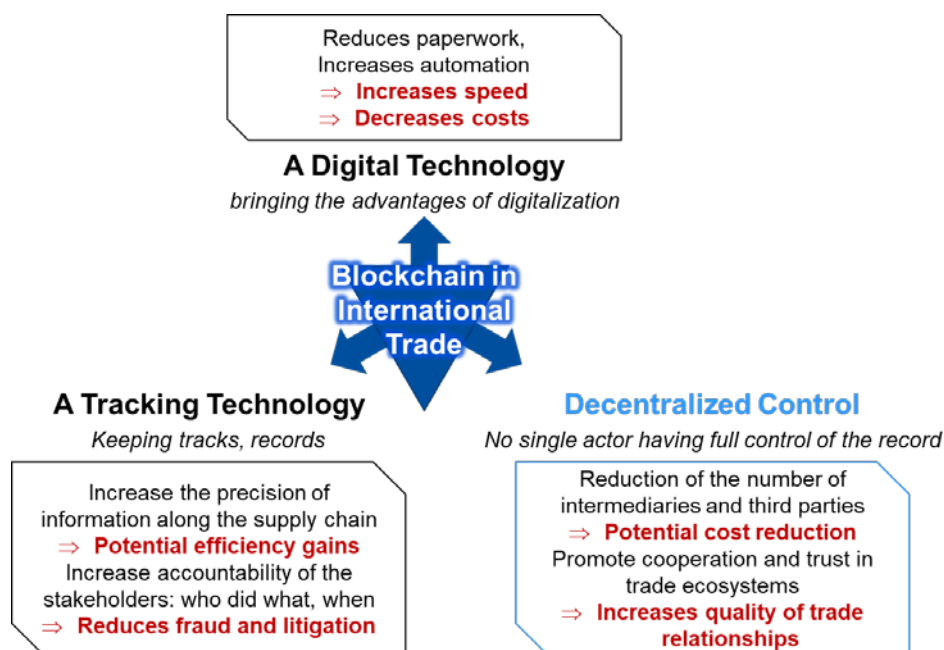 Reduces paperwork,
Increases automation
⇒ Increases speed
⇒ Decreases costs
A Digital Technology
bringing the advantages of digitalization
Blockchain in
International
Trade
A Tracking Technology
Keeping tracks, records
Increase the precision of
information along the supply chain
⇒ Potential efficiency gains
Increase accountability of the
stakeholders: who did what, when
⇒ Reduces fraud and litigation
Decentralized Control
No single actor having full control of the record
Reduction of the number of
intermediaries and third parties
⇒ Potential cost reduction
Promote cooperation and trust in
trade ecosystems
⇒ Increases quality of trade
relationships